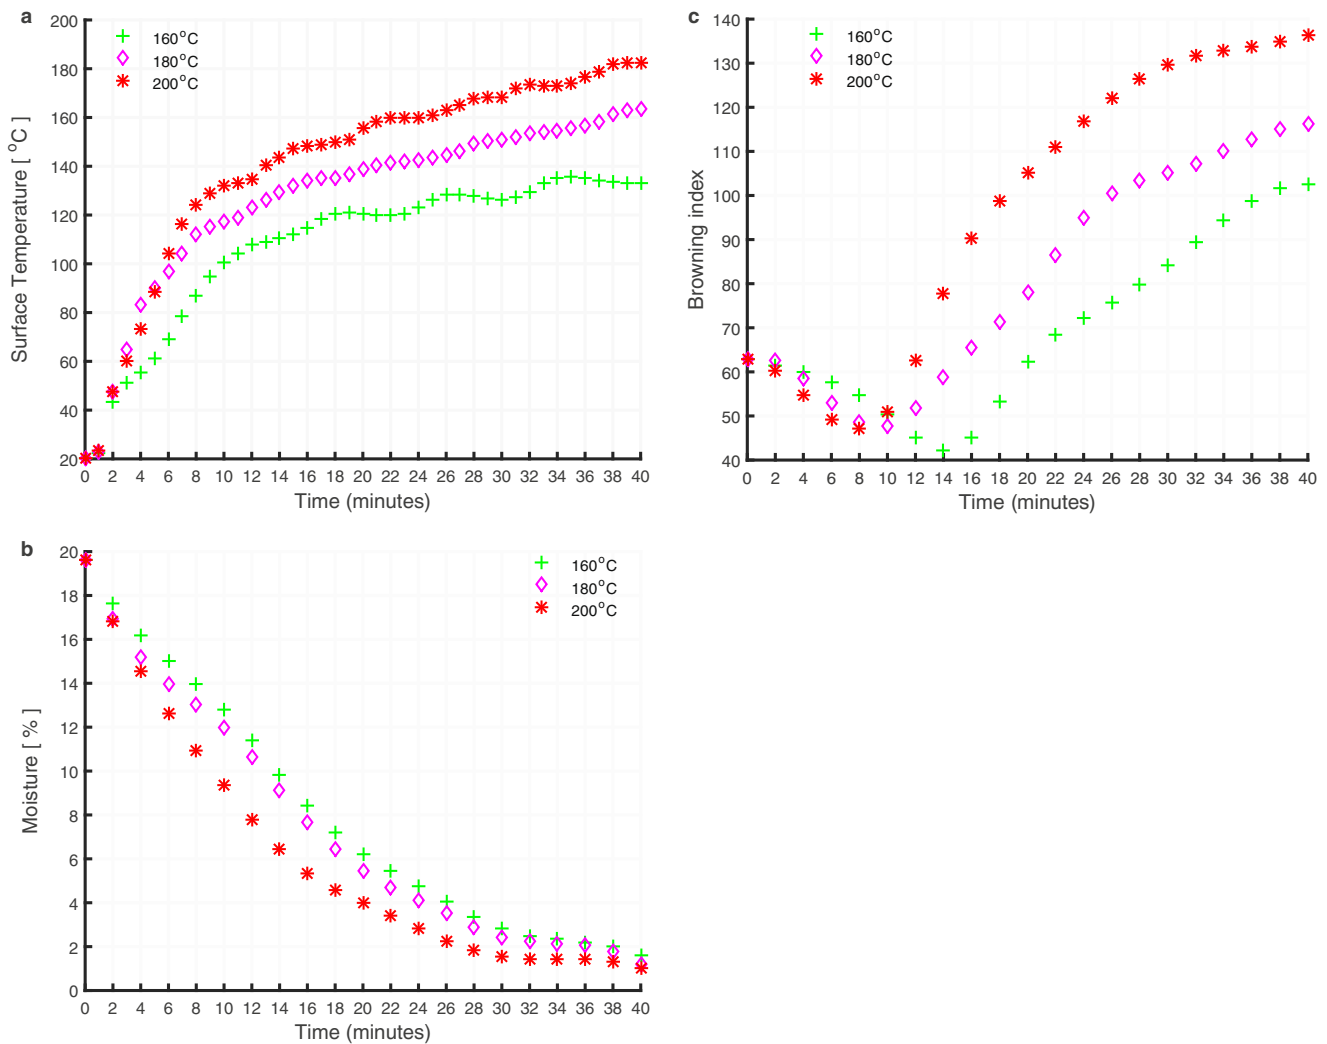 a
200
180
160
140
120
100
80
60
40
20
Surface Temperature [ °C ]
160°C
180°C
200°C
0 1 2 3 4 5 6 8 10 12 14 16 18 20 22 24 26 28 30 32 34 36 38 40
Time (minutes)
b
20
18
16
14
12
10
8
6
4
2
0
Moisture [ % ]
160°C
180°C
200°C
0 2 4 6 8 10 12 14 16 18 20 22 24 26 28 30 32 34 36 38 40
Time (minutes)
c
140
130
120
110
100
90
80
70
60
50
40
Browning index
160°C
180°C
200°C
0 2 4 6 8 10 12 14 16 18 20 22 24 26 28 30 32 34 36 38 40
Time (minutes)